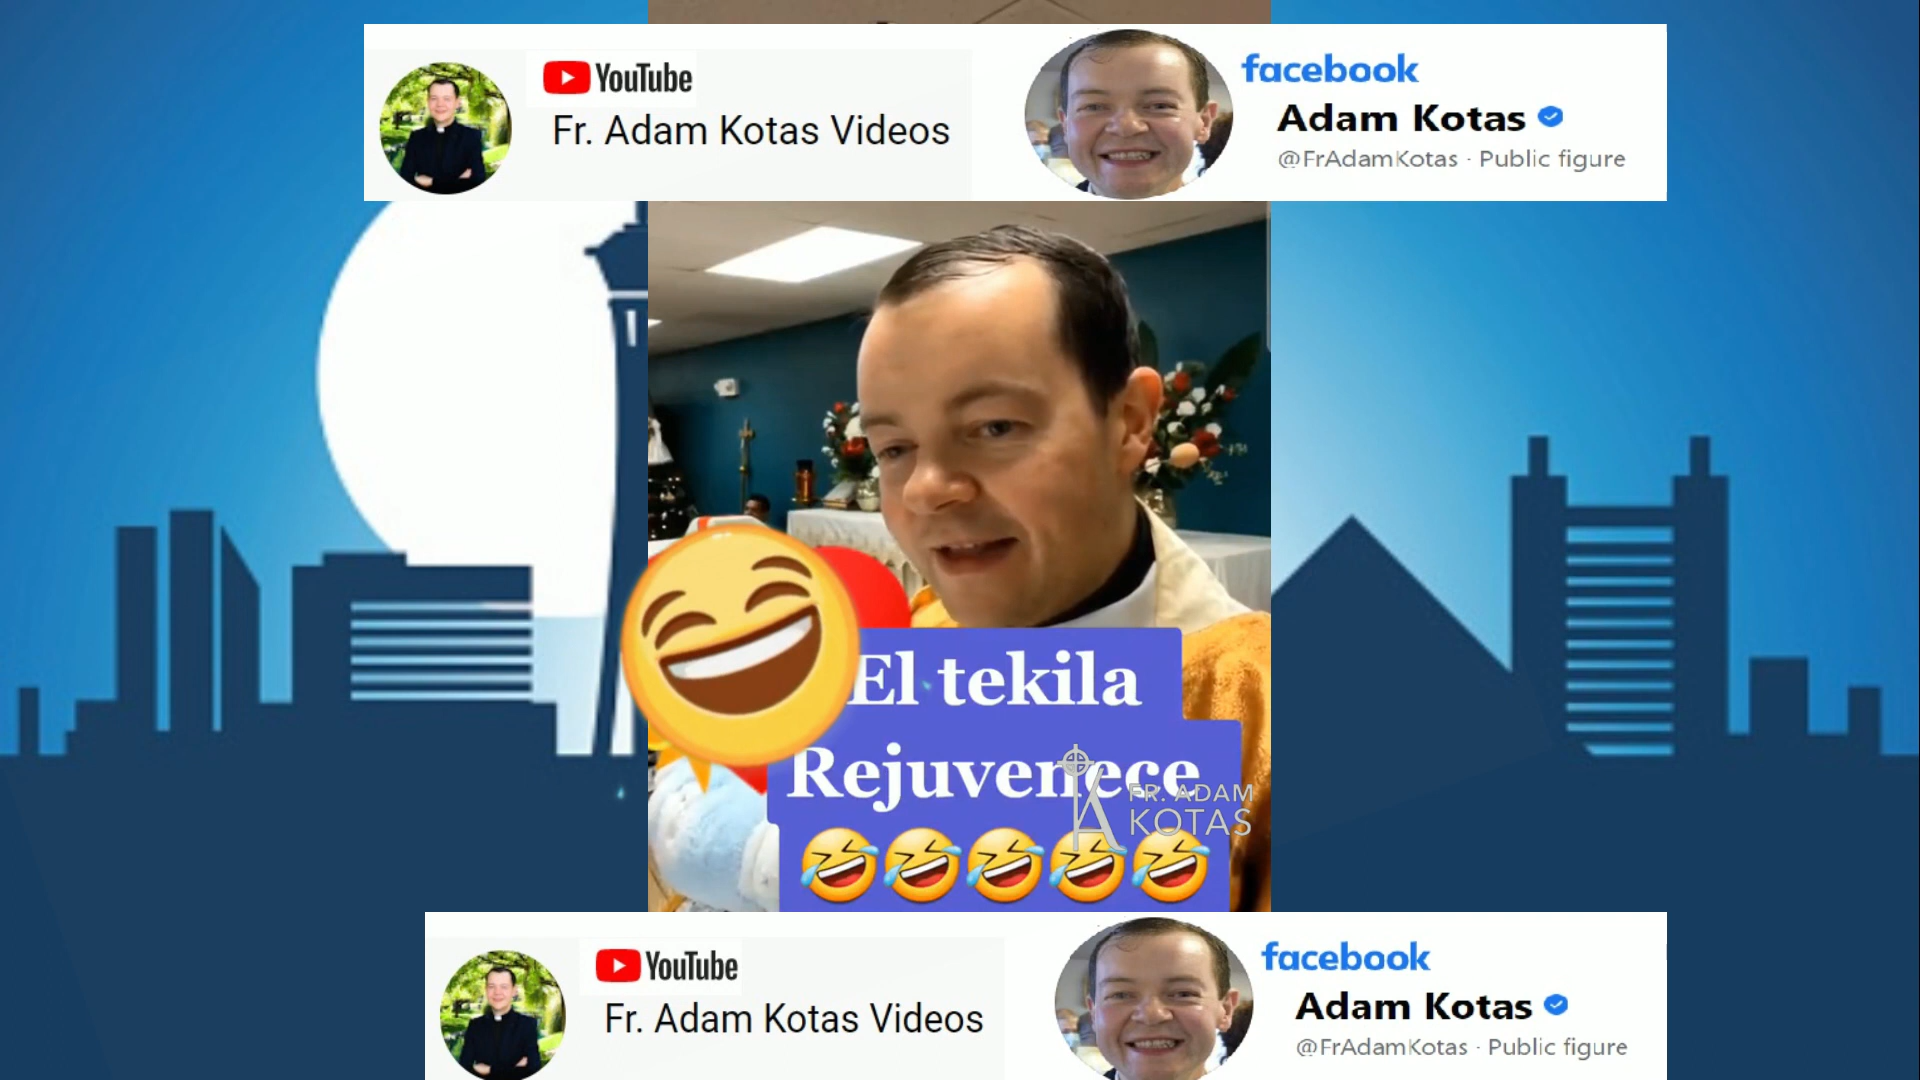 YouTube
Fr. Adam Kotas Videos
facebook
Adam Kotas
@FrAdamKotas · Public figure
El tekila
Rejuvenece
FR. ADAM
KOTAS
YouTube
Fr. Adam Kotas Videos
facebook
Adam Kotas
@FrAdamKotas · Public figure